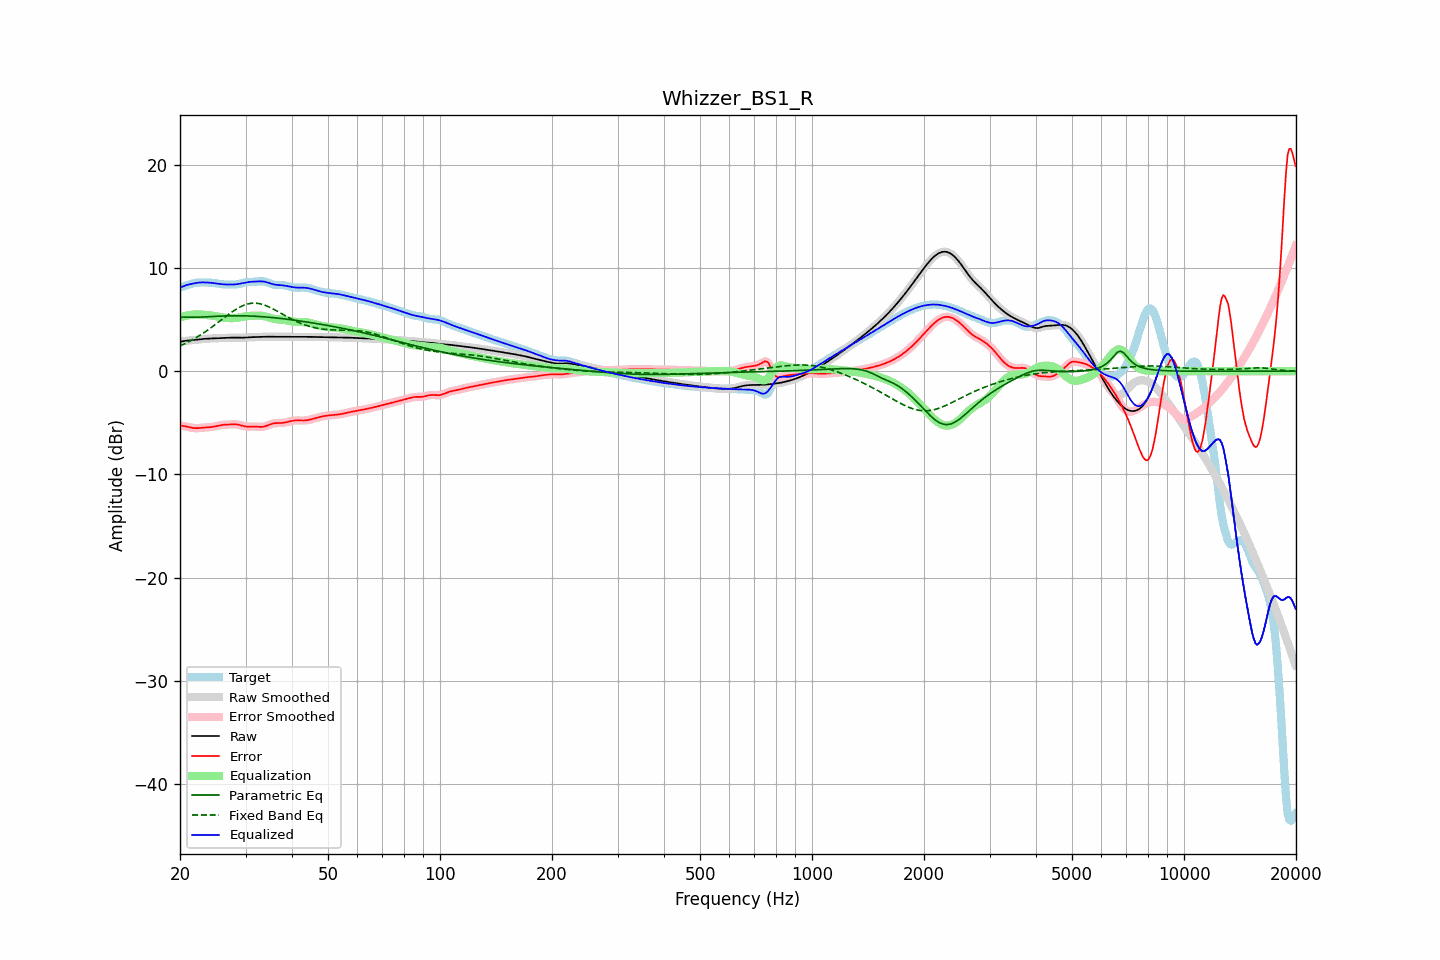 Whizzer_BS1_R
20
10
0
−10
−20
−30
−40
Amplitude (dBr)
Target
Raw Smoothed
Error Smoothed
Raw
Error
Equalization
Parametric Eq
Fixed Band Eq
Equalized
20
50
100
200
500
1000
2000
5000
10000
20000
Frequency (Hz)